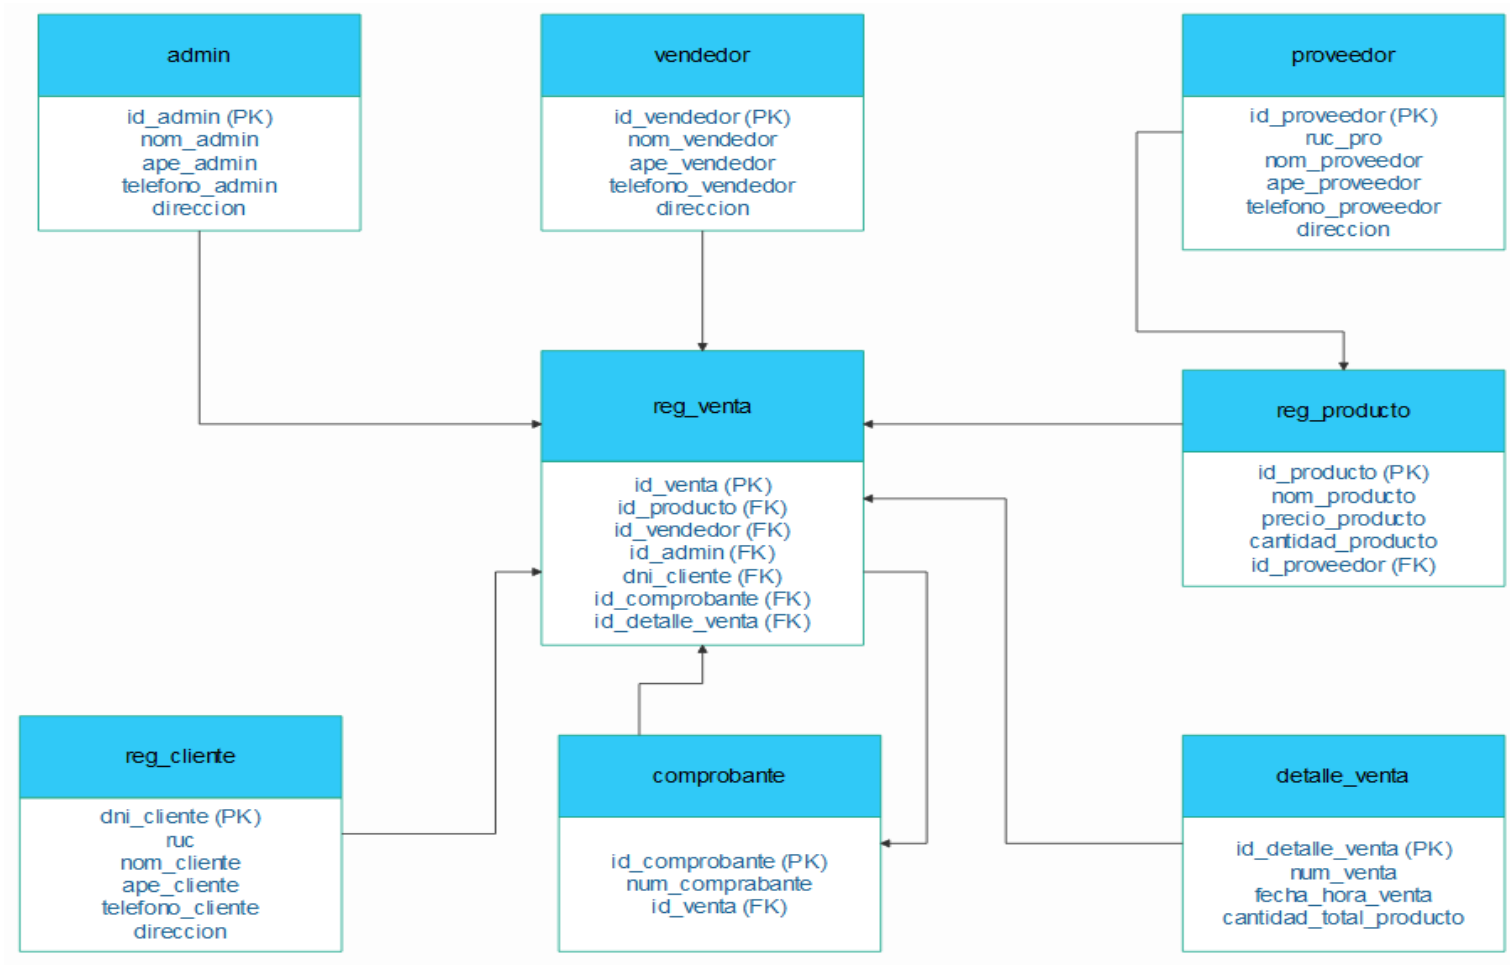 admin
id_admin (PK)
nom_admin
ape_admin
telefono_admin
direccion
vendedor
id_vendedor (PK)
nom_vendedor
ape_vendedor
telefono_vendedor
direccion
proveedor
id_proveedor (PK)
ruc_pro
nom_proveedor
ape_proveedor
telefono_proveedor
direccion
reg_venta
id_venta (PK)
id_producto (FK)
id_vendedor (FK)
id_admin (FK)
dni_cliente (FK)
id_comprobante (FK)
id_detalle_venta (FK)
reg_producto
id_producto (PK)
nom_producto
precio_producto
cantidad_producto
id_proveedor (FK)
reg_cliente
dni_cliente (PK)
ruc
nom_cliente
ape_cliente
telefono_cliente
direccion
comprobante
id_comprobante (PK)
num_comprabante
id_venta (FK)
detalle_venta
id_detalle_venta (PK)
num_venta
fecha_hora_venta
cantidad_total_producto